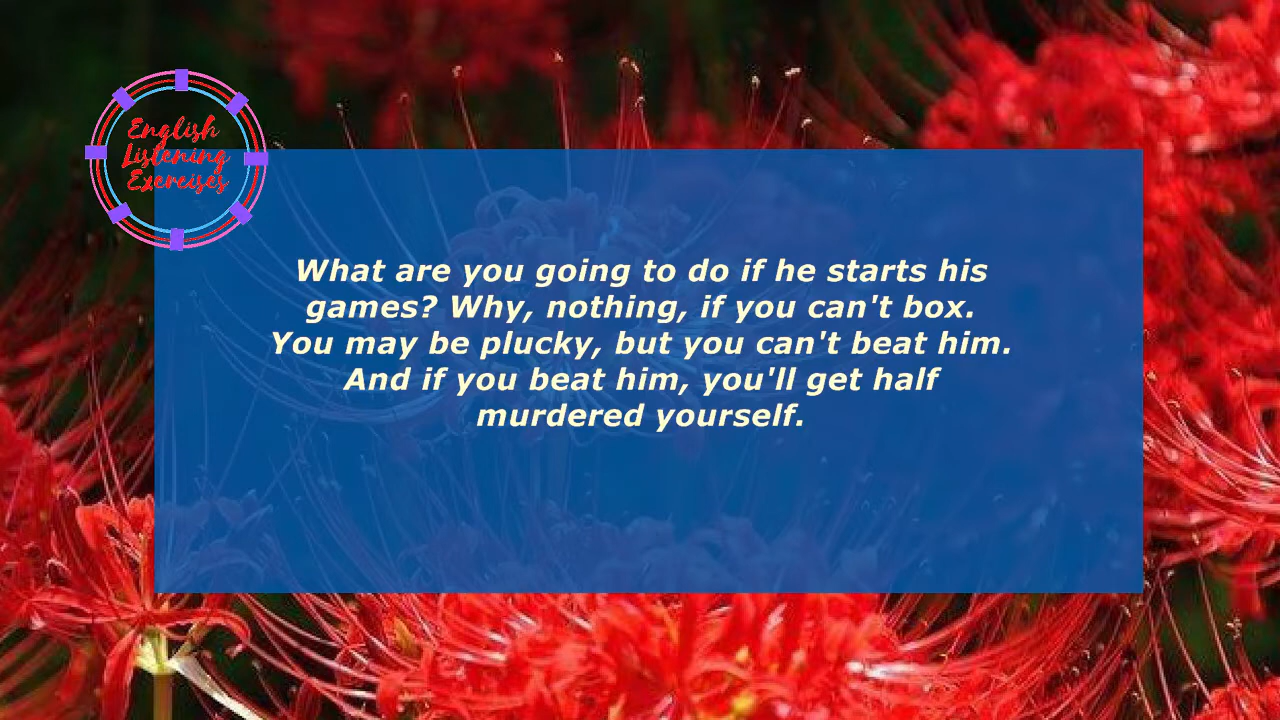 English
Listening
Exercises
What are you going to do if he starts his
games? Why, nothing, if you can't box.
You may be plucky, but you can't beat him.
And if you beat him, you'll get half
murdered yourself.